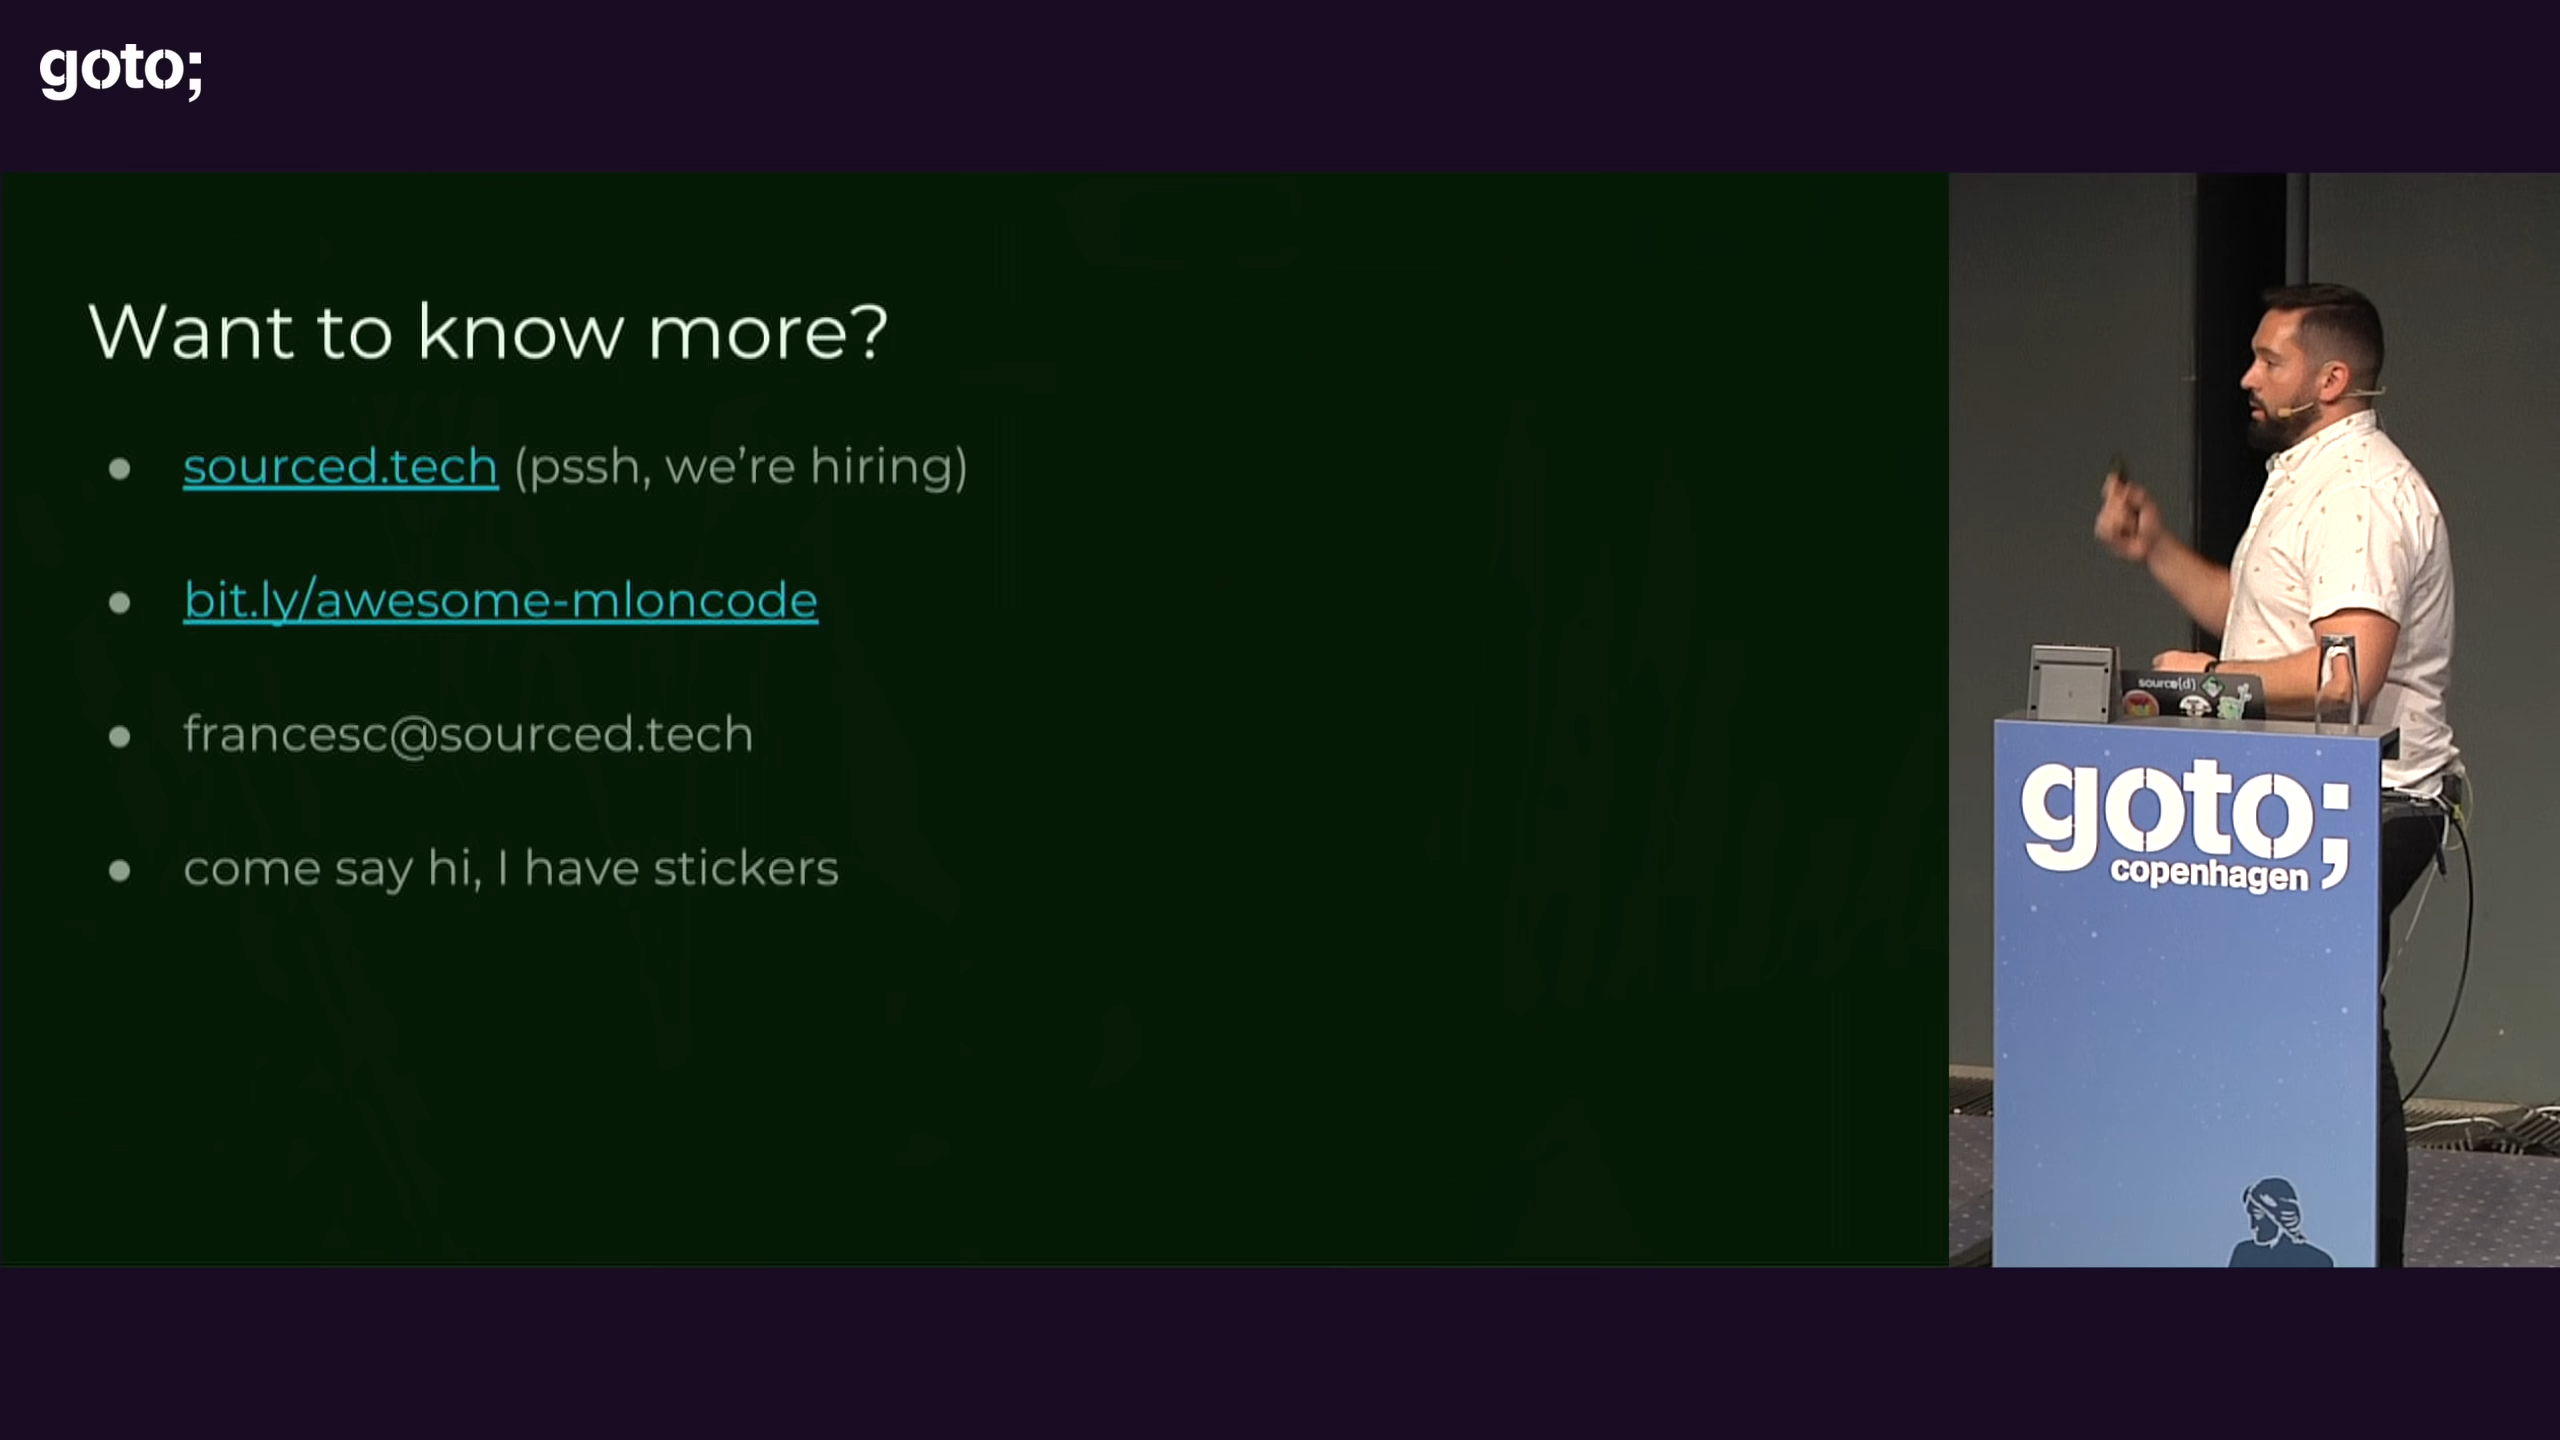 goto;
Want to know more?
sourced.tech (pssh, we’re hiring)
bit.ly/awesome-mloncode
francesc@sourced.tech
come say hi, I have stickers
source{d}
goto;
copenhagen